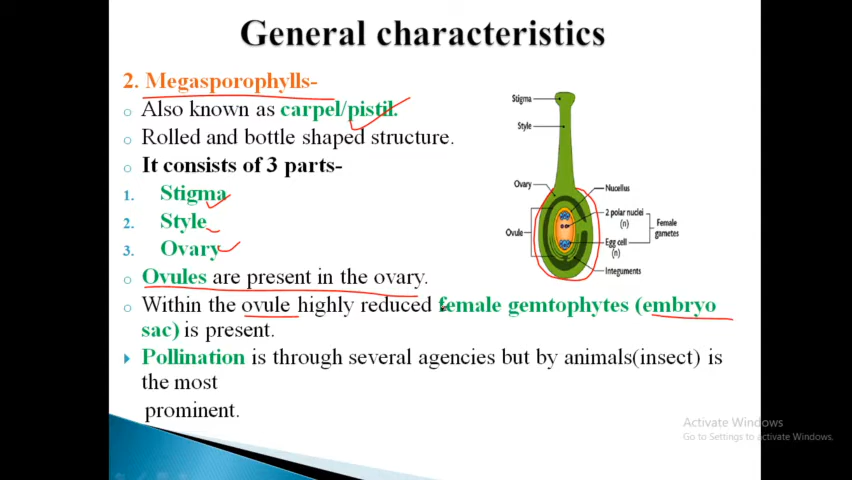 General characteristics
2. Megasporophylls-
o Also known as carpel/pistil.
o Rolled and bottle shaped structure.
o It consists of 3 parts-
1. Stigma
2. Style
3. Ovary
o Ovules are present in the ovary.
o Within the ovule highly reduced female gemtophytes (embryo
sac) is present.
Pollination is through several agencies but by animals(insect) is
the most
prominent.
Stigma
Style
Ovary
Ovule
Nucellus
2 polar nuclei
(n)
Egg cell
(n)
Female
gametes
Integuments
Activate Windows
Go to Settings to activate Windows.